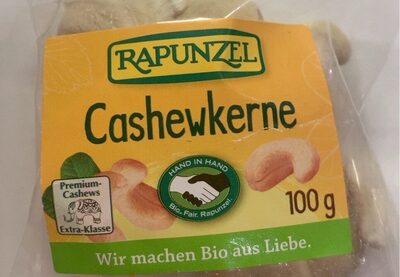 RAPUNZEL
Cashewkerne
HAND IN HAND
Bio. Fair. Rapunzel.
Premium-
Cashews
Extra-Klasse
100 g
Wir machen Bio aus Liebe.